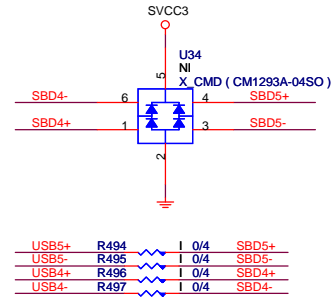 SVCC3
U34
NI
X_CMD ( CM1293A-04SO )
5
SBD4- 6 4 SBD5+
SBD4+ 1 3 SBD5-
2
USB5+ R494 I 0/4 SBD5+
USB5- R495 I 0/4 SBD5-
USB4+ R496 I 0/4 SBD4+
USB4- R497 I 0/4 SBD4-